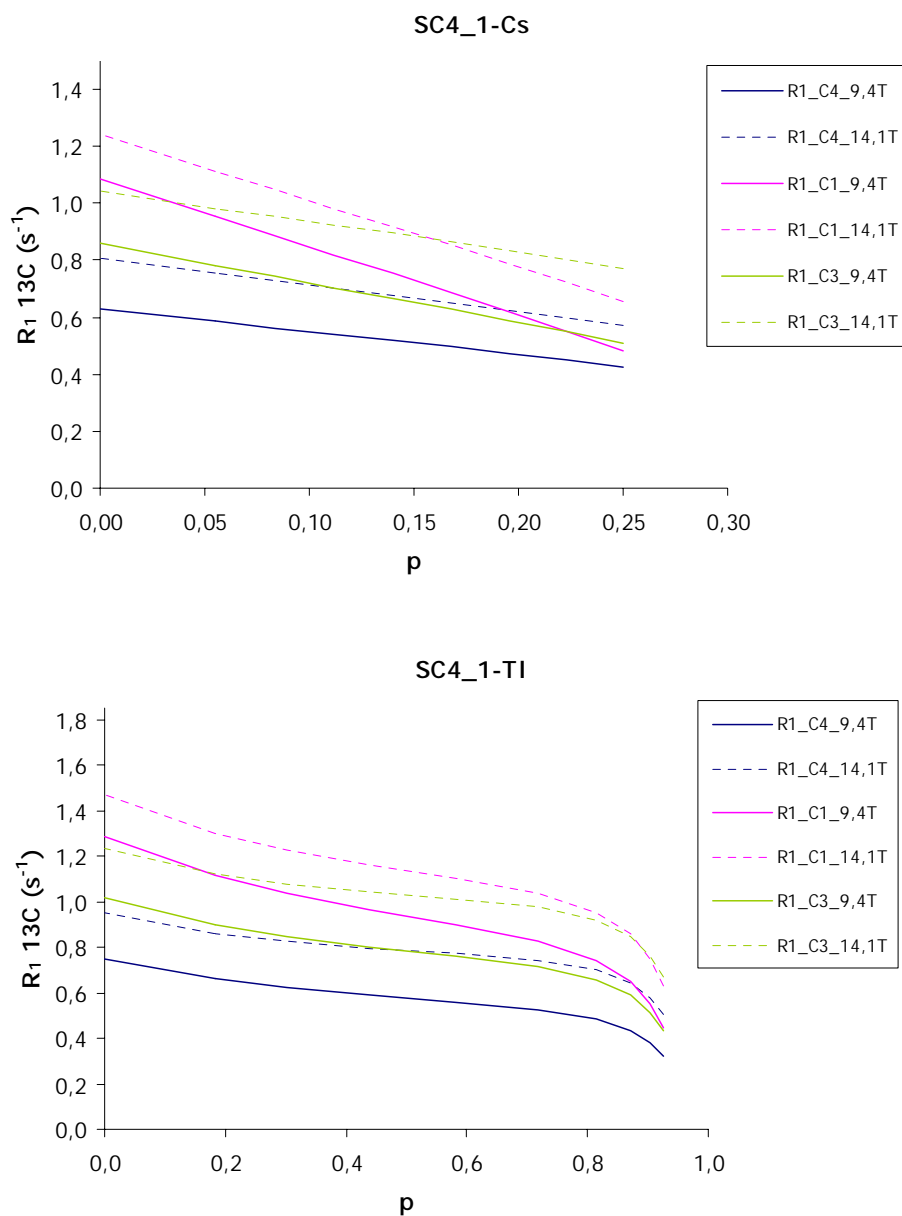 SC4_1-Cs
R1 13C (s-1)
1,4
1,2
1,0
0,8
0,6
0,4
0,2
0,0
0,00 0,05 0,10 0,15 0,20 0,25 0,30
p
R1_C4_9,4T
R1_C4_14,1T
R1_C1_9,4T
R1_C1_14,1T
R1_C3_9,4T
R1_C3_14,1T
SC4_1-Tl
R1 13C (s-1)
1,8
1,6
1,4
1,2
1,0
0,8
0,6
0,4
0,2
0,0
0,0 0,2 0,4 0,6 0,8 1,0
p
R1_C4_9,4T
R1_C4_14,1T
R1_C1_9,4T
R1_C1_14,1T
R1_C3_9,4T
R1_C3_14,1T